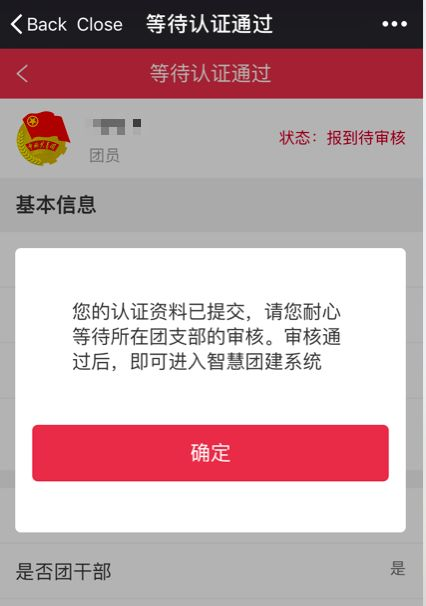 Back Close 等待认证通过
等待认证通过
团员
状态：报到待审核
基本信息
您的认证资料已提交，请您耐心
等待所在团支部的审核。审核通
过后，即可进入智慧团建系统
确定
是否团干部 是